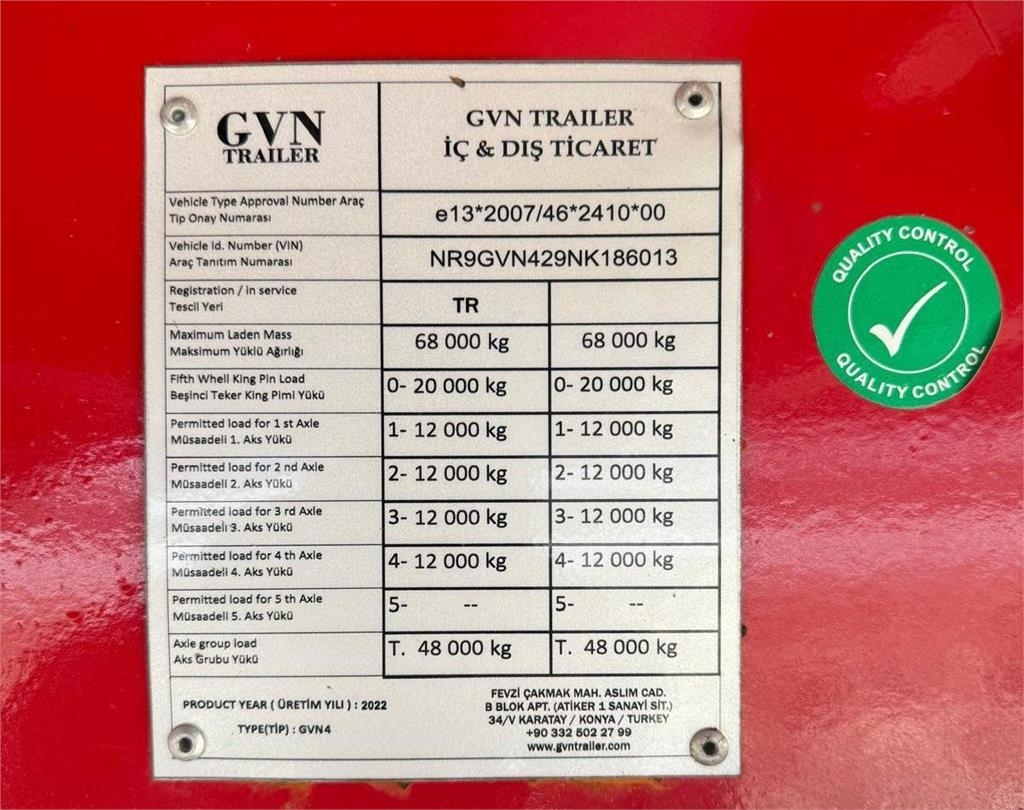 GVN
TRAILER
GVN TRAILER
İÇ & DIŞ TİCARET
Vehicle Type Approval Number Araç
Tip Onay Numarası
e13*2007/46*2410*00
Vehicle Id. Number (VIN)
Araç Tanıtım Numarası
NR9GVN429NK186013
Registration / in service
Tescil Yeri
TR
Maximum Laden Mass
Maksimum Yüklü Ağırlığı
68 000 kg
68 000 kg
Fifth Whell King Pin Load
Beşinci Teker King Pimi Yükü
0- 20 000 kg
0- 20 000 kg
Permitted load for 1 st Axle
Müsaadeli 1. Aks Yükü
1- 12 000 kg
1- 12 000 kg
Permitted load for 2 nd Axle
Müsaadeli 2. Aks Yükü
2- 12 000 kg
2- 12 000 kg
Permitted load for 3 rd Axle
Müsaadeli 3. Aks Yükü
3- 12 000 kg
3- 12 000 kg
Permitted load for 4 th Axle
Müsaadeli 4. Aks Yükü
4- 12 000 kg
4- 12 000 kg
Permitted load for 5 th Axle
Müsaadeli 5. Aks Yükü
5- --
5- --
Axle group load
Aks Grubu Yükü
T. 48 000 kg
T. 48 000 kg
PRODUCT YEAR ( ÜRETİM YILI ) : 2022
TYPE(TİP) : GVN4
FEVZİ ÇAKMAK MAH. ASLIM CAD.
B BLOK APT. (ATİKER 1 SANAYİ SİT.)
34/V KARATAY / KONYA / TURKEY
+90 332 502 27 99
www.gvntrailer.com
QUALITY CONTROL
QUALITY CONTROL